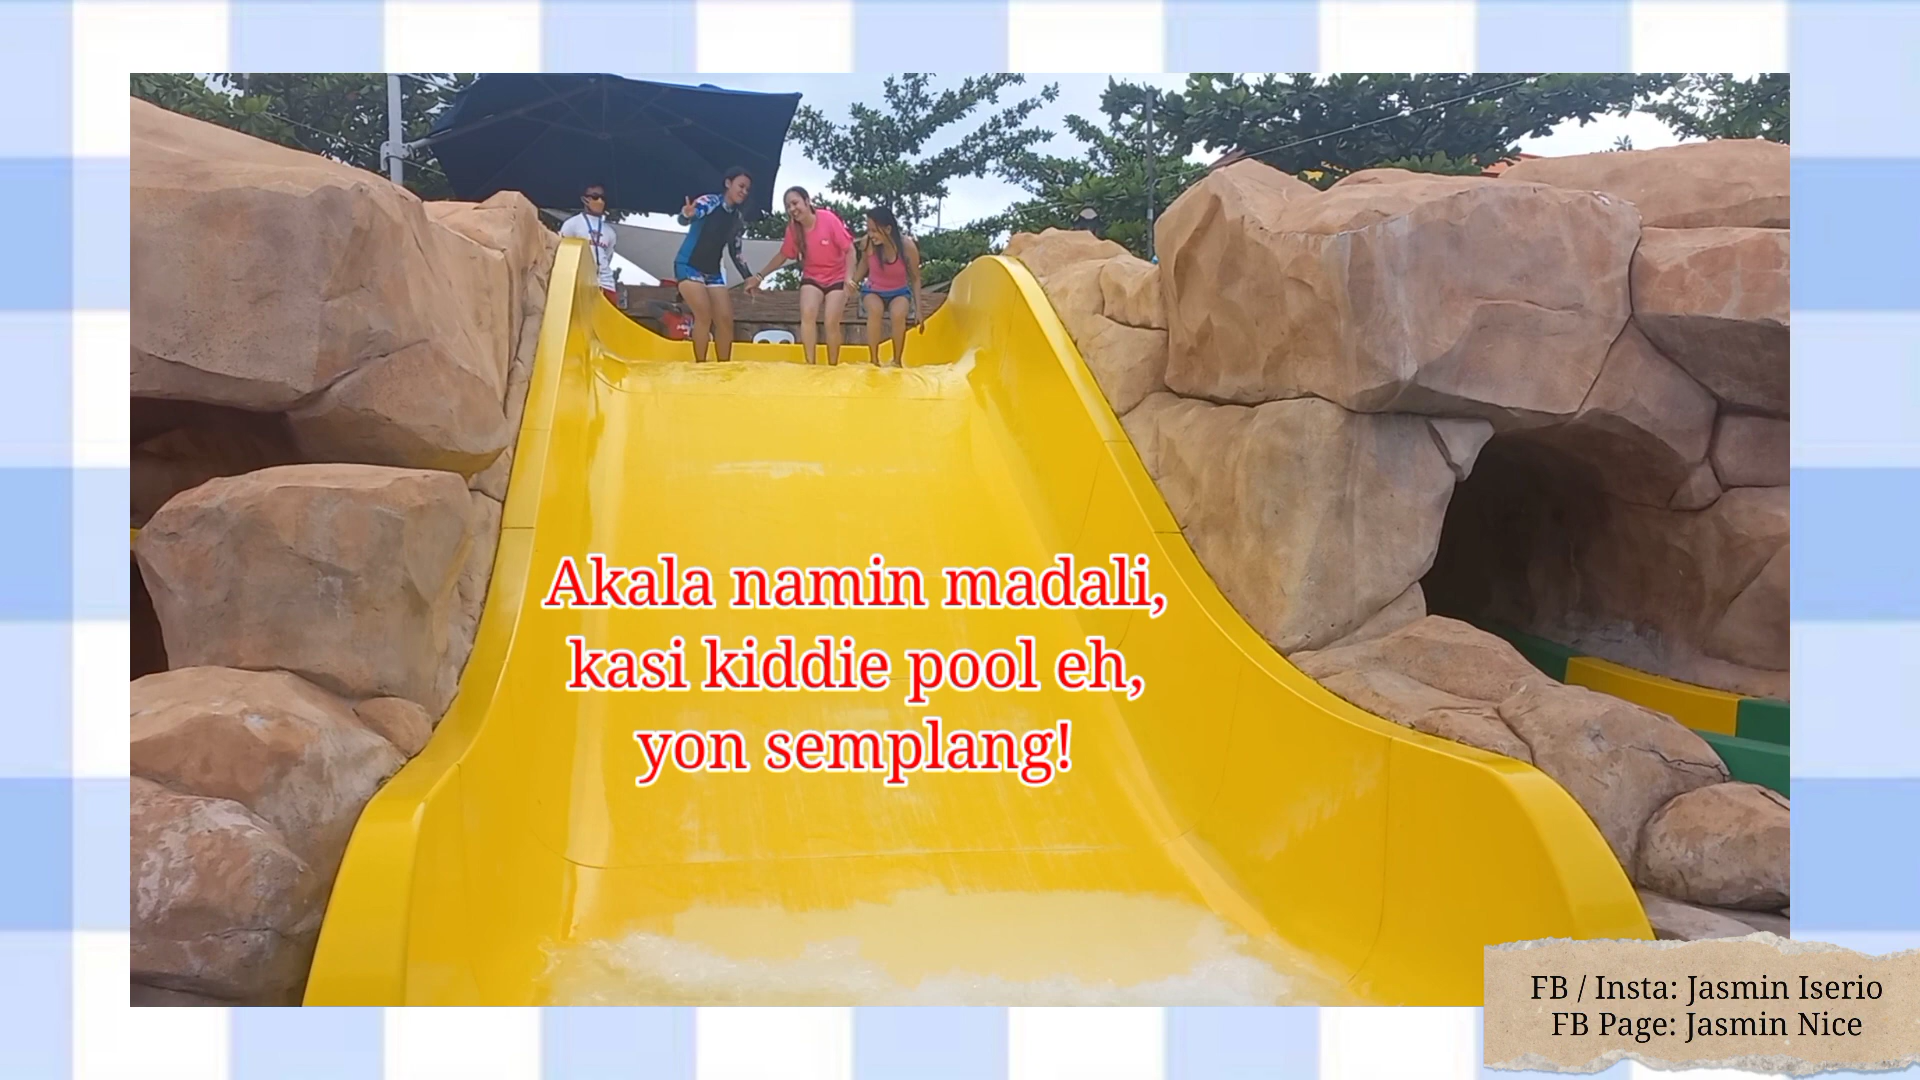 Akala namin madali,
kasi kiddie pool eh,
yon semplang!
FB / Insta: Jasmin Iserio
FB Page: Jasmin Nice